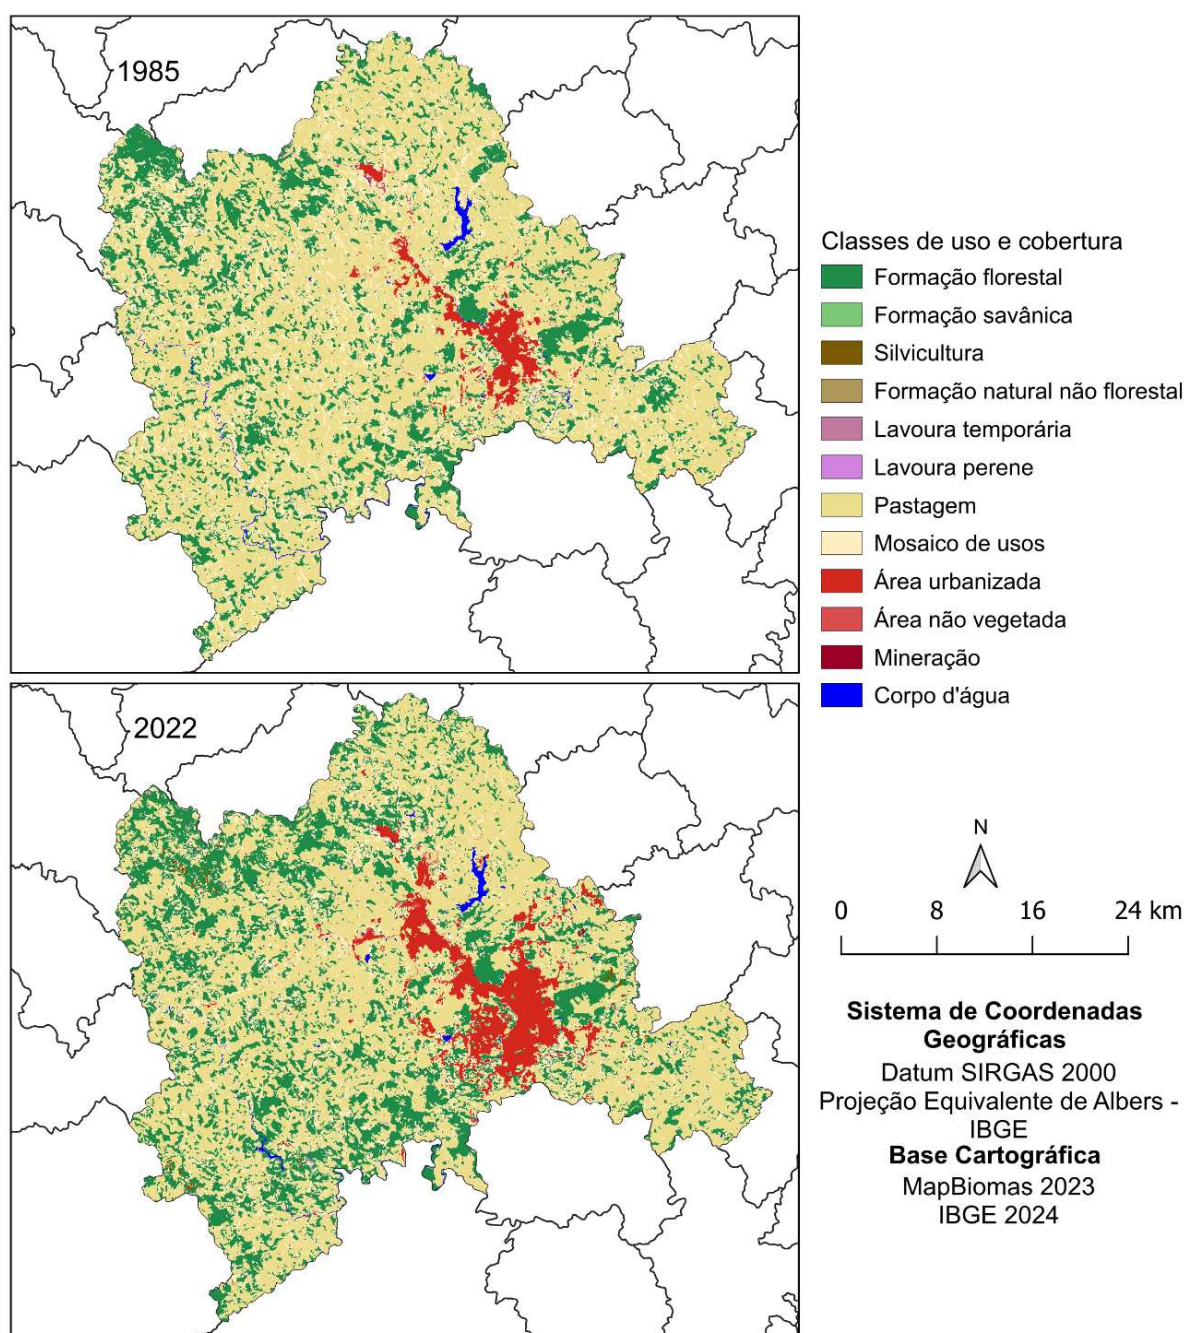 1985
2022
Classes de uso e cobertura
Formação florestal
Formação savânica
Silvicultura
Formação natural não florestal
Lavoura temporária
Lavoura perene
Pastagem
Mosaico de usos
Área urbanizada
Área não vegetada
Mineração
Corpo d'água
N
0 8 16 24 km
Sistema de Coordenadas
Geográficas
Datum SIRGAS 2000
Projeção Equivalente de Albers -
IBGE
Base Cartográfica
MapBiomas 2023
IBGE 2024